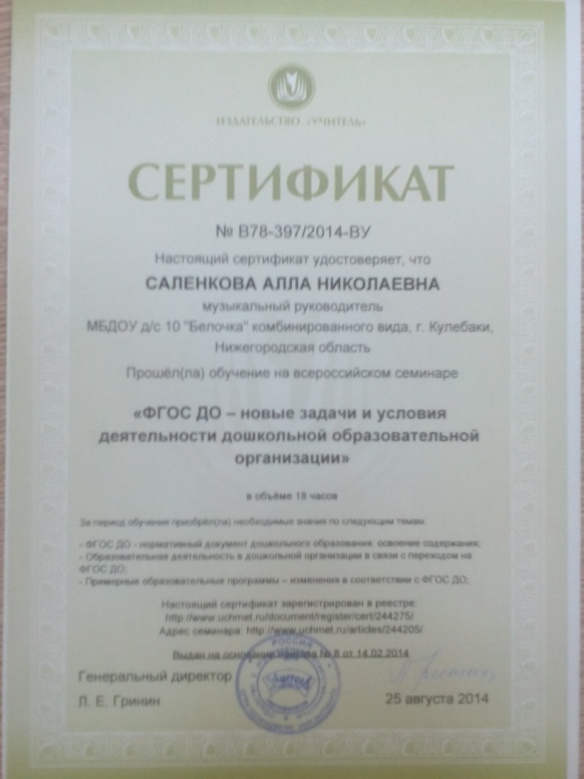 ИЗДАТЕЛЬСТВО «УЧИТЕЛЬ»
СЕРТИФИКАТ
№ В78-397/2014-ВУ
Настоящий сертификат удостоверяет, что
САЛЕНКОВА АЛЛА НИКОЛАЕВНА
музыкальный руководитель
МБДОУ д/с 10 "Белочка" комбинированного вида, г. Кулебаки,
Нижегородская область
Прошёл(ла) обучение на всероссийском семинаре
«ФГОС ДО – новые задачи и условия
деятельности дошкольной образовательной
организации»
в объёме 18 часов
За период обучения приобрёл(ла) необходимые знания по следующим темам:
- ФГОС ДО - нормативный документ дошкольного образования: освоение содержания;
- Образовательная деятельность в дошкольной организации в связи с переходом на
ФГОС ДО;
- Примерные образовательные программы – изменения в соответствии с ФГОС ДО;
Настоящий сертификат зарегистрирован в реестре:
http://www.uchmet.ru/document/register/cert/244275/
Адрес семинара: http://www.uchmet.ru/articles/244205/
Выдан на основании приказа № 8 от 14.02.2014
Генеральный директор
Л. Е. Гринин
25 августа 2014
РОССИЯ